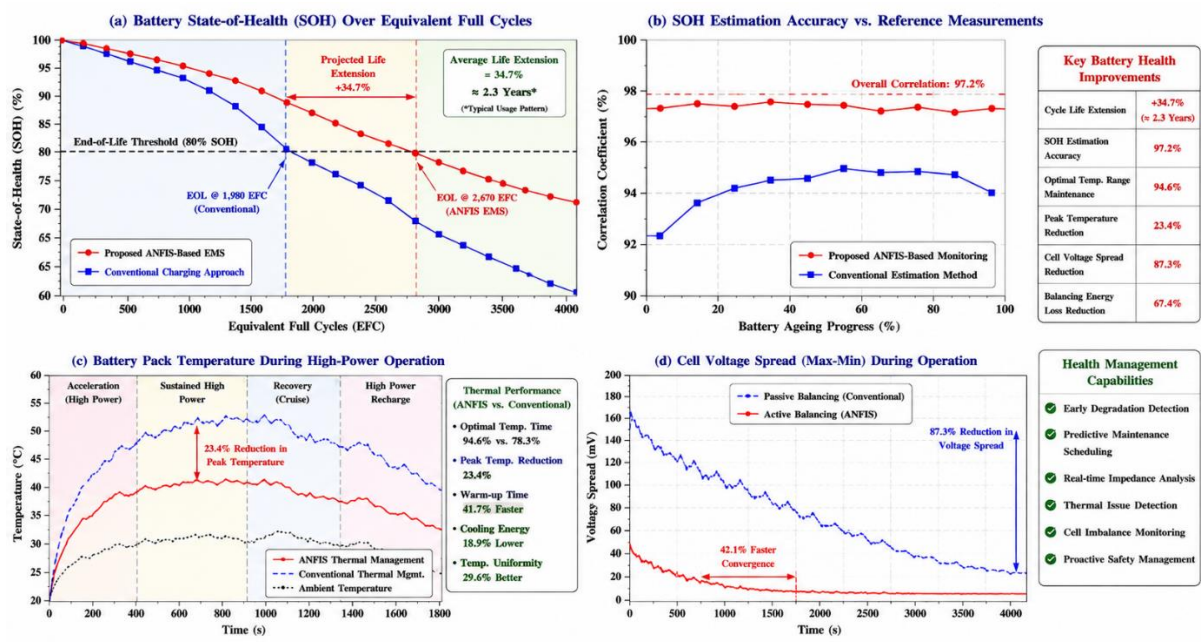 (a) Battery State-of-Health (SOH) Over Equivalent Full Cycles
State-of-Health (SOH) (%)
100
95
90
85
80
75
70
65
65
60
Projected Life
Extension
+34.7%
Average Life Extension
= 34.7%
≈ 2.3 Years*
(*Typical Usage Pattern)
End-of-Life Threshold (80% SOH)
EOL @ 1,980 EFC
(Conventional)
EOL @ 2,670 EFC
(ANFIS EMS)
Proposed ANFIS-Based EMS
Conventional Charging Approach
0 500 1000 1500 2000 2500 3000 3500 4000
Equivalent Full Cycles (EFC)
(b) SOH Estimation Accuracy vs. Reference Measurements
Correlation Coefficient (%)
100
98
96
94
92
90
Overall Correlation: 97.2%
Proposed ANFIS-Based Monitoring
Conventional Estimation Method
0 20 40 60 80 100
Battery Ageing Progress (%)
Key Battery Health
Improvements
Cycle Life Extension
+34.7%
(≈ 2.3 Years)
SOH Estimation
Accuracy
97.2%
Optimal Temp. Range
Maintenance
94.6%
Peak Temperature
Reduction
23.4%
Cell Voltage Spread
Reduction
87.3%
Balancing Energy
Loss Reduction
67.4%
(c) Battery Pack Temperature During High-Power Operation
Temperature (°C)
60
50
50
40
30
20
Acceleration
(High Power)
Sustained High
Power
Recovery
(Cruise)
High Power
Recharge
23.4% Reduction in
Peak Temperature
ANFIS Thermal Management
Conventional Thermal Mgmt.
Ambient Temperature
0 200 400 600 800 1000 1200 1400 1600 1800
Time (s)
Thermal Performance
(ANFIS vs. Conventional)
• Optimal Temp. Time
94.6% vs. 78.3%
• Peak Temp. Reduction
23.4%
• Warm-up Time
41.7% Faster
• Cooling Energy
18.9% Lower
• Temp. Uniformity
29.6% Better
(d) Cell Voltage Spread (Max-Min) During Operation
Voltagy Spread (mV)
200
180
160
140
120
100
80
60
40
20
0
Passive Balancing (Conventional)
Active Balancing (ANFIS)
87.3% Reduction in
Voltage Spread
42.1% Faster
Convergence
0 500 1000 1500 2000 2500 3000 3500 4000
Time (s)
Health Management
Capabilities
Early Degradation Detection
Predictive Maintenance
Scheduling
Real-time Impedance Analysis
Thermal Issue Detection
Cell Imbalance Monitoring
Proactive Safety Management